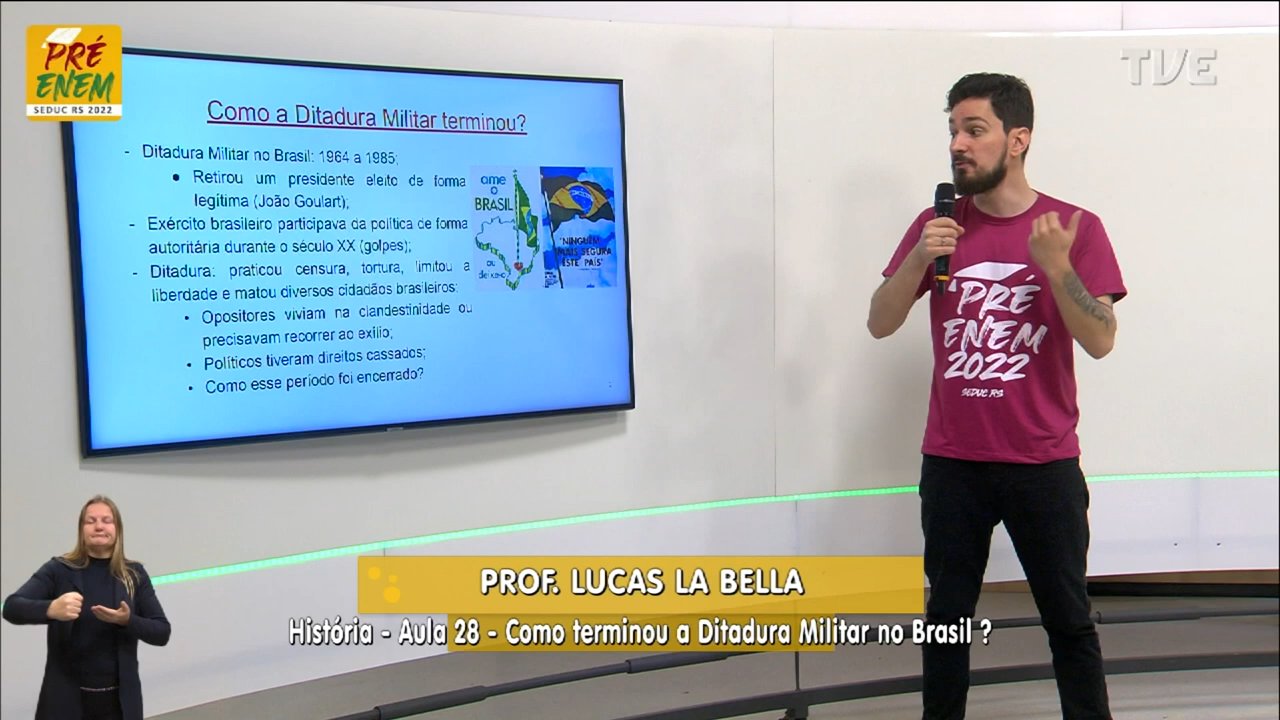 PRÉ
ENEM
SEDUC RS 2022
TVE
Como a Ditadura Militar terminou?
- Ditadura Militar no Brasil: 1964 a 1985;
• Retirou um presidente eleito de forma
legítima (João Goulart);
- Exército brasileiro participava da política de forma
autoritária durante o século XX (golpes);
- Ditadura: praticou censura, tortura, limitou a
liberdade e matou diversos cidadãos brasileiros:
• Opositores viviam na clandestinidade ou
precisavam recorrer ao exílio;
• Políticos tiveram direitos cassados;
• Como esse período foi encerrado?
ame
o
BRASIL
ou
deixe-o
"NINGUÉM
MAIS SEGURA
ESTE PAÍS"
PRÉ
ENEM
2022
SEDUC RS
PROF. LUCAS LA BELLA
História - Aula 28 - Como terminou a Ditadura Militar no Brasil ?